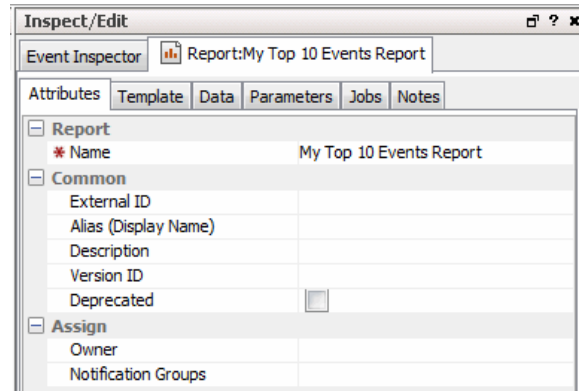 Inspect/Edit
Event Inspector Report:My Top 10 Events Report
Attributes Template Data Parameters Jobs Notes
Report
* Name My Top 10 Events Report
Common
External ID
Alias (Display Name)
Description
Version ID
Deprecated
Assign
Owner
Notification Groups